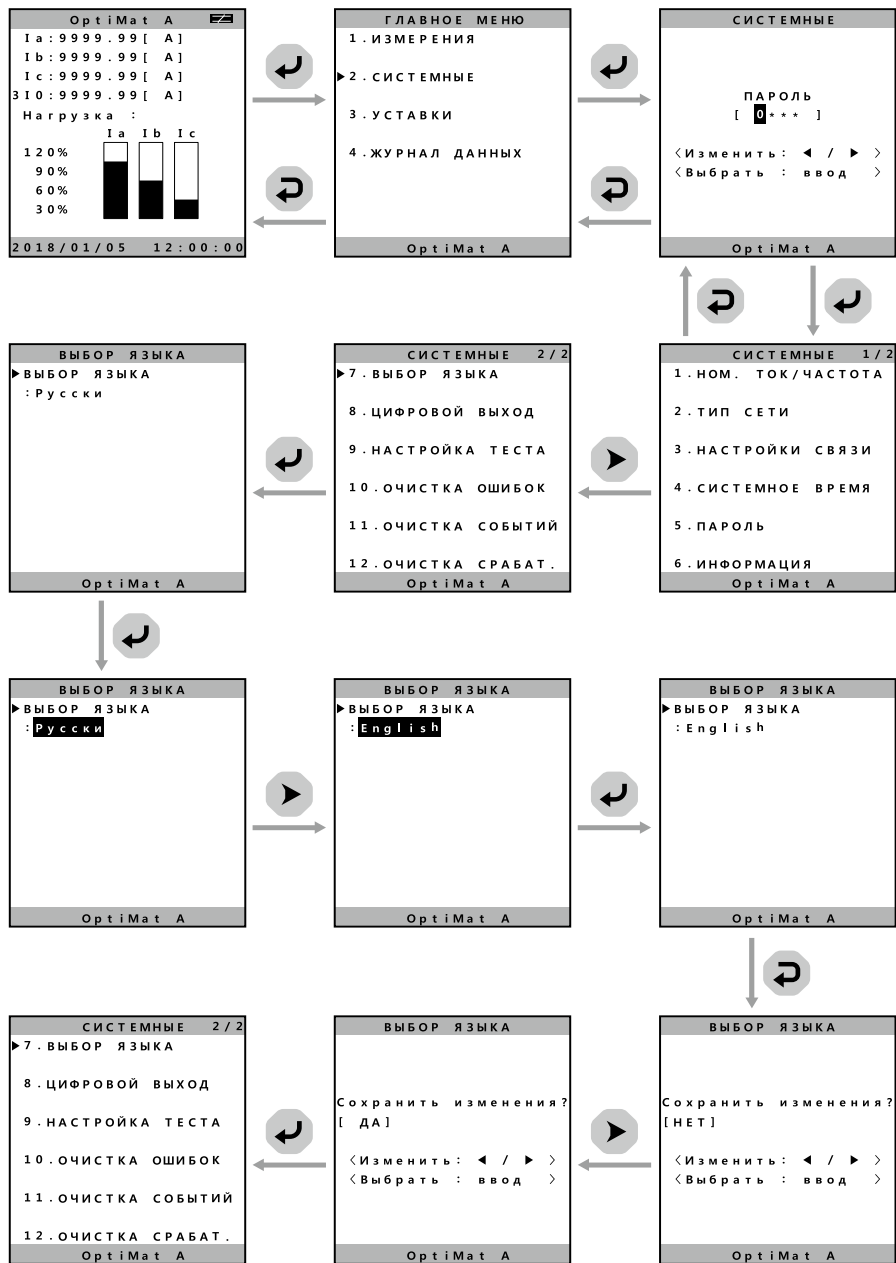 OptiMat A
Ia:9999.99[ A]
Ib:9999.99[ A]
Ic:9999.99[ A]
3I0:9999.99[ A]
Нагрузка :
Ia Ib Ic
120%
90%
60%
30%
2018/01/05 12:00:00
ГЛАВНОЕ МЕНЮ
1.ИЗМЕРЕНИЯ
▶2.СИСТЕМНЫЕ
3.УСТАВКИ
4.ЖУРНАЛ ДАННЫХ
OptiMat A
СИСТЕМНЫЕ
ПАРОЛЬ
[ 0*** ]
〈Изменить: ◀ / ▶ 〉
〈Выбрать : ввод 〉
OptiMat A
ВЫБОР ЯЗЫКА
▶ВЫБОР ЯЗЫКА
:Русски
OptiMat A
СИСТЕМНЫЕ 2/2
▶7.ВЫБОР ЯЗЫКА
8.ЦИФРОВОЙ ВЫХОД
9.НАСТРОЙКА ТЕСТА
10.ОЧИСТКА ОШИБОК
11.ОЧИСТКА СОБЫТИЙ
12.ОЧИСТКА СРАБАТ.
OptiMat A
СИСТЕМНЫЕ 1/2
1.НОМ. ТОК/ЧАСТОТА
2.ТИП СЕТИ
3.НАСТРОЙКИ СВЯЗИ
4.СИСТЕМНОЕ ВРЕМЯ
5.ПАРОЛЬ
6.ИНФОРМАЦИЯ
OptiMat A
ВЫБОР ЯЗЫКА
▶ВЫБОР ЯЗЫКА
:Русски
OptiMat A
ВЫБОР ЯЗЫКА
▶ВЫБОР ЯЗЫКА
:English
OptiMat A
ВЫБОР ЯЗЫКА
▶ВЫБОР ЯЗЫКА
:English
OptiMat A
СИСТЕМНЫЕ 2/2
▶7.ВЫБОР ЯЗЫКА
8.ЦИФРОВОЙ ВЫХОД
9.НАСТРОЙКА ТЕСТА
10.ОЧИСТКА ОШИБОК
11.ОЧИСТКА СОБЫТИЙ
12.ОЧИСТКА СРАБАТ.
OptiMat A
ВЫБОР ЯЗЫКА
Сохранить изменения?
[ ДА]
〈Изменить: ◀ / ▶ 〉
〈Выбрать : ввод 〉
OptiMat A
ВЫБОР ЯЗЫКА
Сохранить изменения?
[НЕТ]
〈Изменить: ◀ / ▶ 〉
〈Выбрать : ввод 〉
OptiMat A